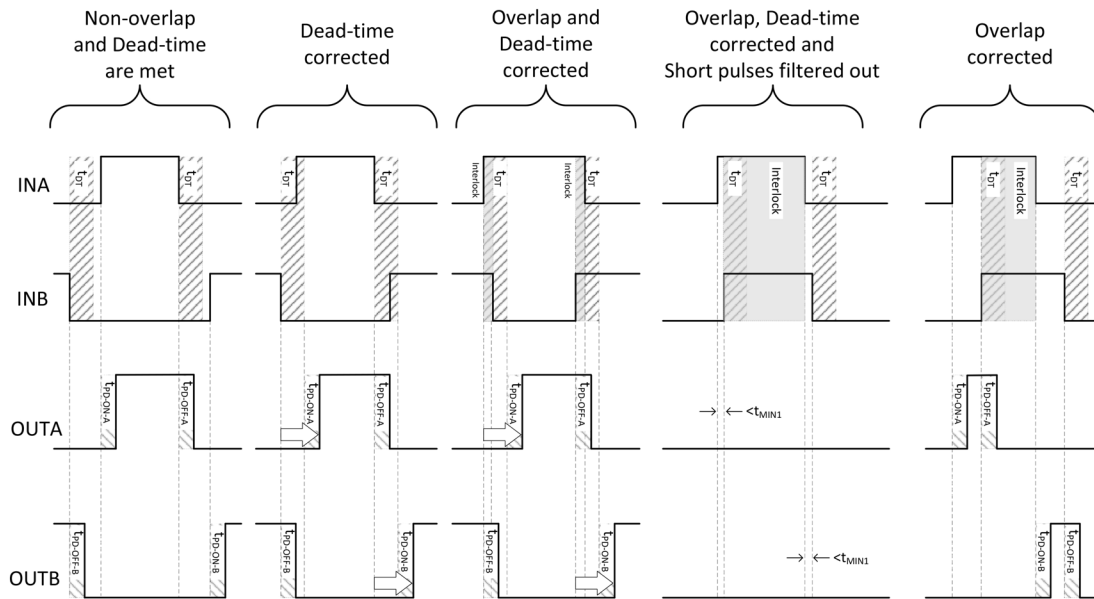 Non-overlap
and Dead-time
are met
Dead-time
corrected
Overlap and
Dead-time
corrected
Overlap, Dead-time
corrected and
Short pulses filtered out
Overlap
corrected
INA
tDT
tDT
tDT
tDT
Interlock
tDT
Interlock
tDT
tDT
Interlock
tDT
tDT
Interlock
tDT
INB
OUTA
tPD-ON-A
tPD-OFF-A
tPD-ON-A
tPD-OFF-A
tPD-ON-A
tPD-OFF-A
<tMIN1
tPD-ON-A
tPD-OFF-A
OUTB
tPD-OFF-B
tPD-ON-B
tPD-OFF-B
tPD-ON-B
tPD-OFF-B
tPD-ON-B
<tMIN1
tPD-ON-B
tPD-OFF-B